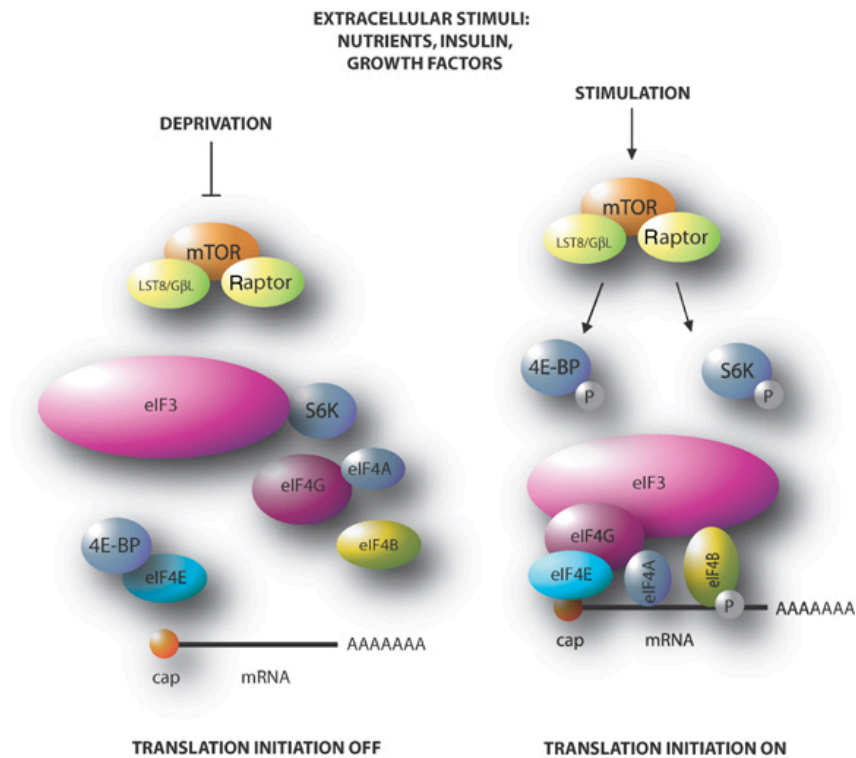 EXTRACELLULAR STIMULI:
NUTRIENTS, INSULIN,
GROWTH FACTORS
DEPRIVATION
mTOR
LST8/GβL
Raptor
eIF3
S6K
eIF4G
eIF4A
4E-BP
eIF4E
eIF4B
AAAAAAA
cap
mRNA
TRANSLATION INITIATION OFF
STIMULATION
mTOR
LST8/GβL
Raptor
4E-BP
P
S6K
P
eIF3
eIF4G
eIF4E
eIF4A
eIF4B
P
AAAAAAA
cap
mRNA
TRANSLATION INITIATION ON